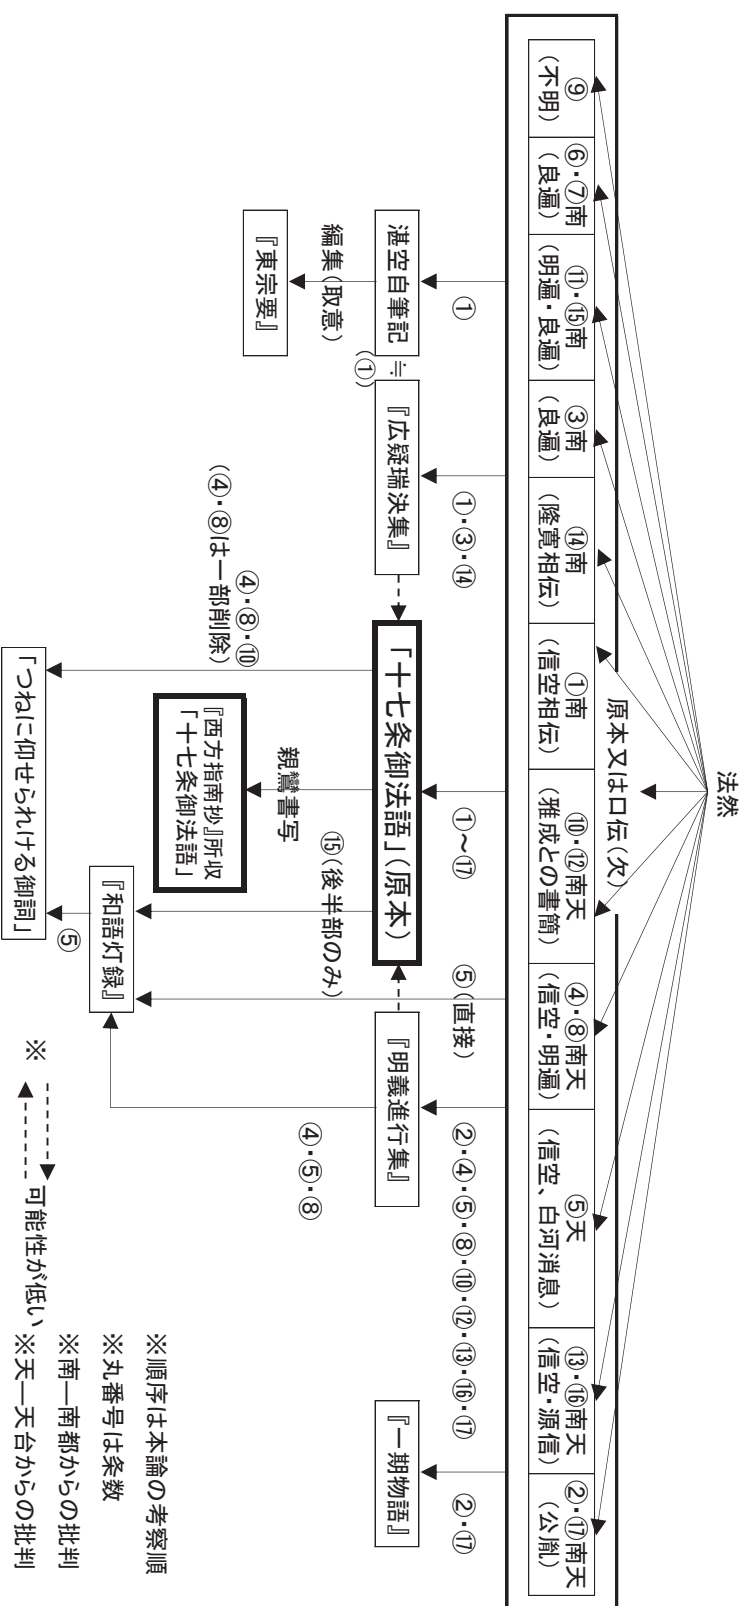 法然
原本又は口伝（欠）
⑨
（不明）
⑥・⑦南
（良遍）
⑪・⑮南
（明遍・良遍）
③南
（良遍）
⑭南
（隆寛相伝）
①南
（信空相伝）
⑩・⑫南天
（雅成との書簡）
④・⑧南天
（信空・明遍）
⑤天
（信空、白河消息）
⑬・⑯南天
（信空・源信）
②・⑰南天
（公胤）
①
①・③・⑭
①～⑰
⑤（直接）
②・④・⑤・⑧・⑩・⑫・⑬・⑯・⑰
②・⑰
湛空自筆記
≒
（①）
『広疑瑞決集』
「十七条御法語」（原本）
『明義進行集』
『一期物語』
編集（取意）
『東宗要』
親鸞書写
⑮（後半部のみ）
④・⑤・⑧
④・⑧・⑩
（④・⑧は一部削除）
『西方指南抄』所収
「十七条御法語」
『和語灯録』
⑤
「つねに仰せられける御詞」
※
可能性が低い
※順序は本論の考察順
※丸番号は条数
※南―南都からの批判
※天―天台からの批判